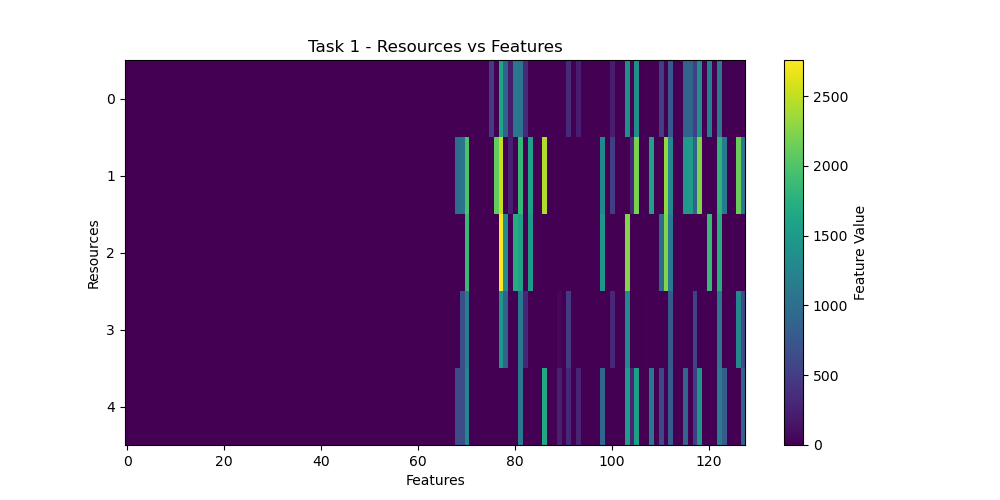 Task 1 - Resources vs Features
0
1
2
3
4
Resources
0 20 40 60 80 100 120
Features
2500
2000
1500
1000
500
0
Feature Value